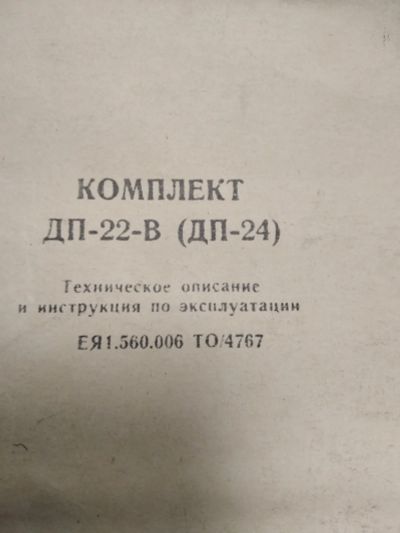 КОМПЛЕКТ
ДП-22-В (ДП-24)
Техническое описание
и инструкция по эксплуатации
ЕЯ1.560.006 ТО/4767